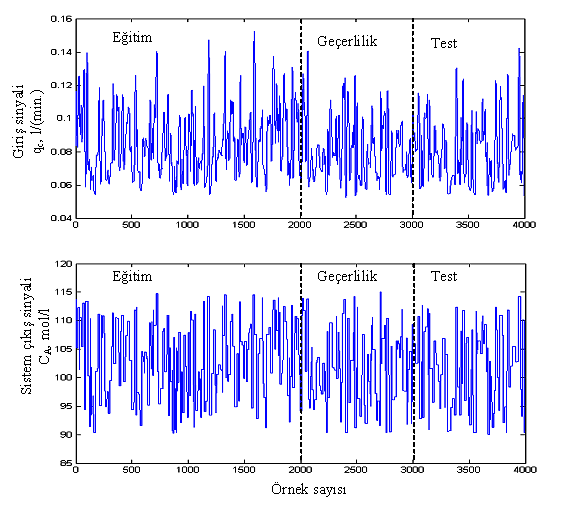 Giriş sinyali
q_c, 1/(min.)
0.16
0.14
0.12
0.1
0.08
0.06
0.04
Eğitim
Geçerlilik
Test
0 500 1000 1500 2000 2500 3000 3500 4000
Sistem çıkış sinyali
C_A, mol/l
120
115
110
105
100
95
90
85
Eğitim
Geçerlilik
Test
0 500 1000 1500 2000 2500 3000 3500 4000
Örnek sayısı